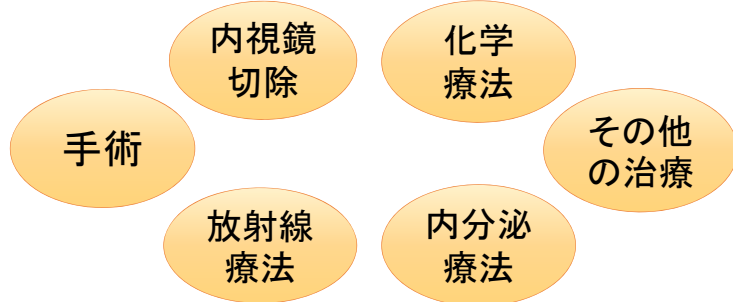 内視鏡
切除
化学
療法
手術
その他
の治療
放射線
療法
内分泌
療法